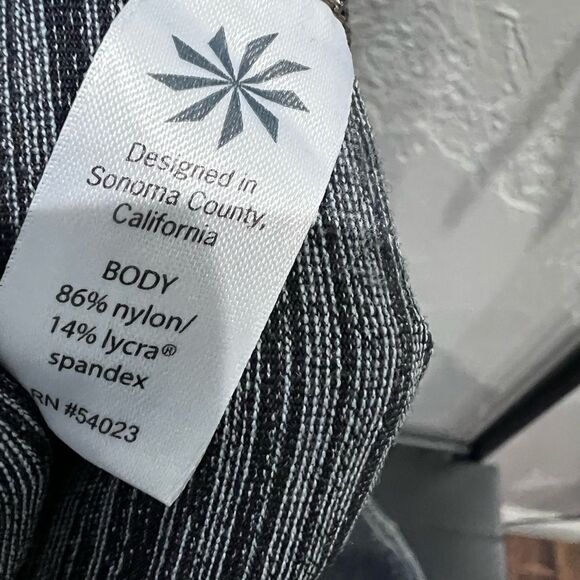 Designed in
Sonoma County,
California
BODY
86% nylon/
14% lycra®
spandex
RN #54023